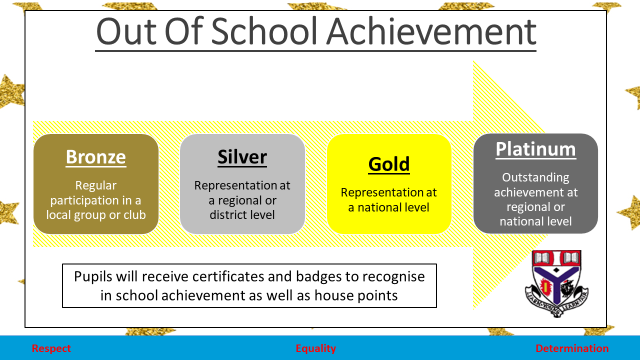 Out Of School Achievement
Bronze
Regular
participation in a
local group or club
Silver
Representation at
a regional or
district level
Gold
Representation at
a national level
Platinum
Outstanding
achievement at
regional or
national level
Pupils will receive certificates and badges to recognise
in school achievement as well as house points
Respect
Equality
Determination